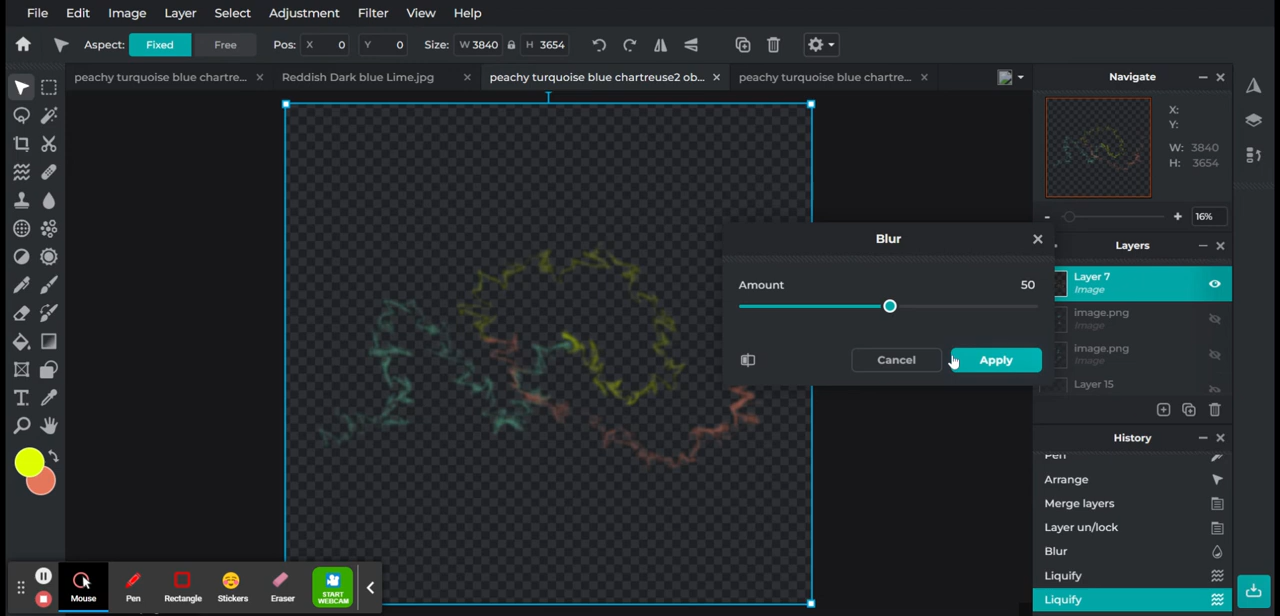 File Edit Image Layer Select Adjustment Filter View Help
Aspect: Fixed Free Pos: X 0 Y 0 Size: W 3840 H 3654
peachy turquoise blue chartre... Reddish Dark blue Lime.jpg peachy turquoise blue chartreuse2 ob... peachy turquoise blue chartre...
Navigate
X:
Y:
W: 3840
H: 3654
16%
Blur
Amount 50
Cancel Apply
Layers
Layer 7
Image
image.png
Image
image.png
Image
Layer 15
History
Pen
Arrange
Merge layers
Layer un/lock
Blur
Liquify
Liquify
Mouse Pen Rectangle Stickers Eraser START WEBCAM